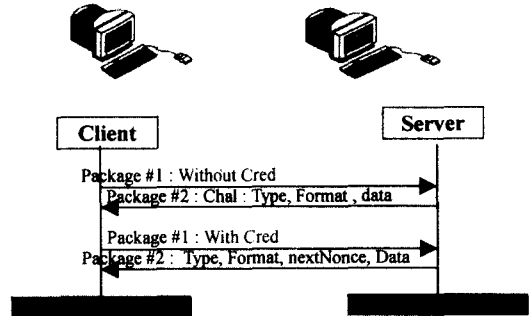 Client
Server
Package #1 : Without Cred
Package #2 : Chal : Type, Format , data
Package #1 : With Cred
Package #2 : Type, Format, nextNonce, Data